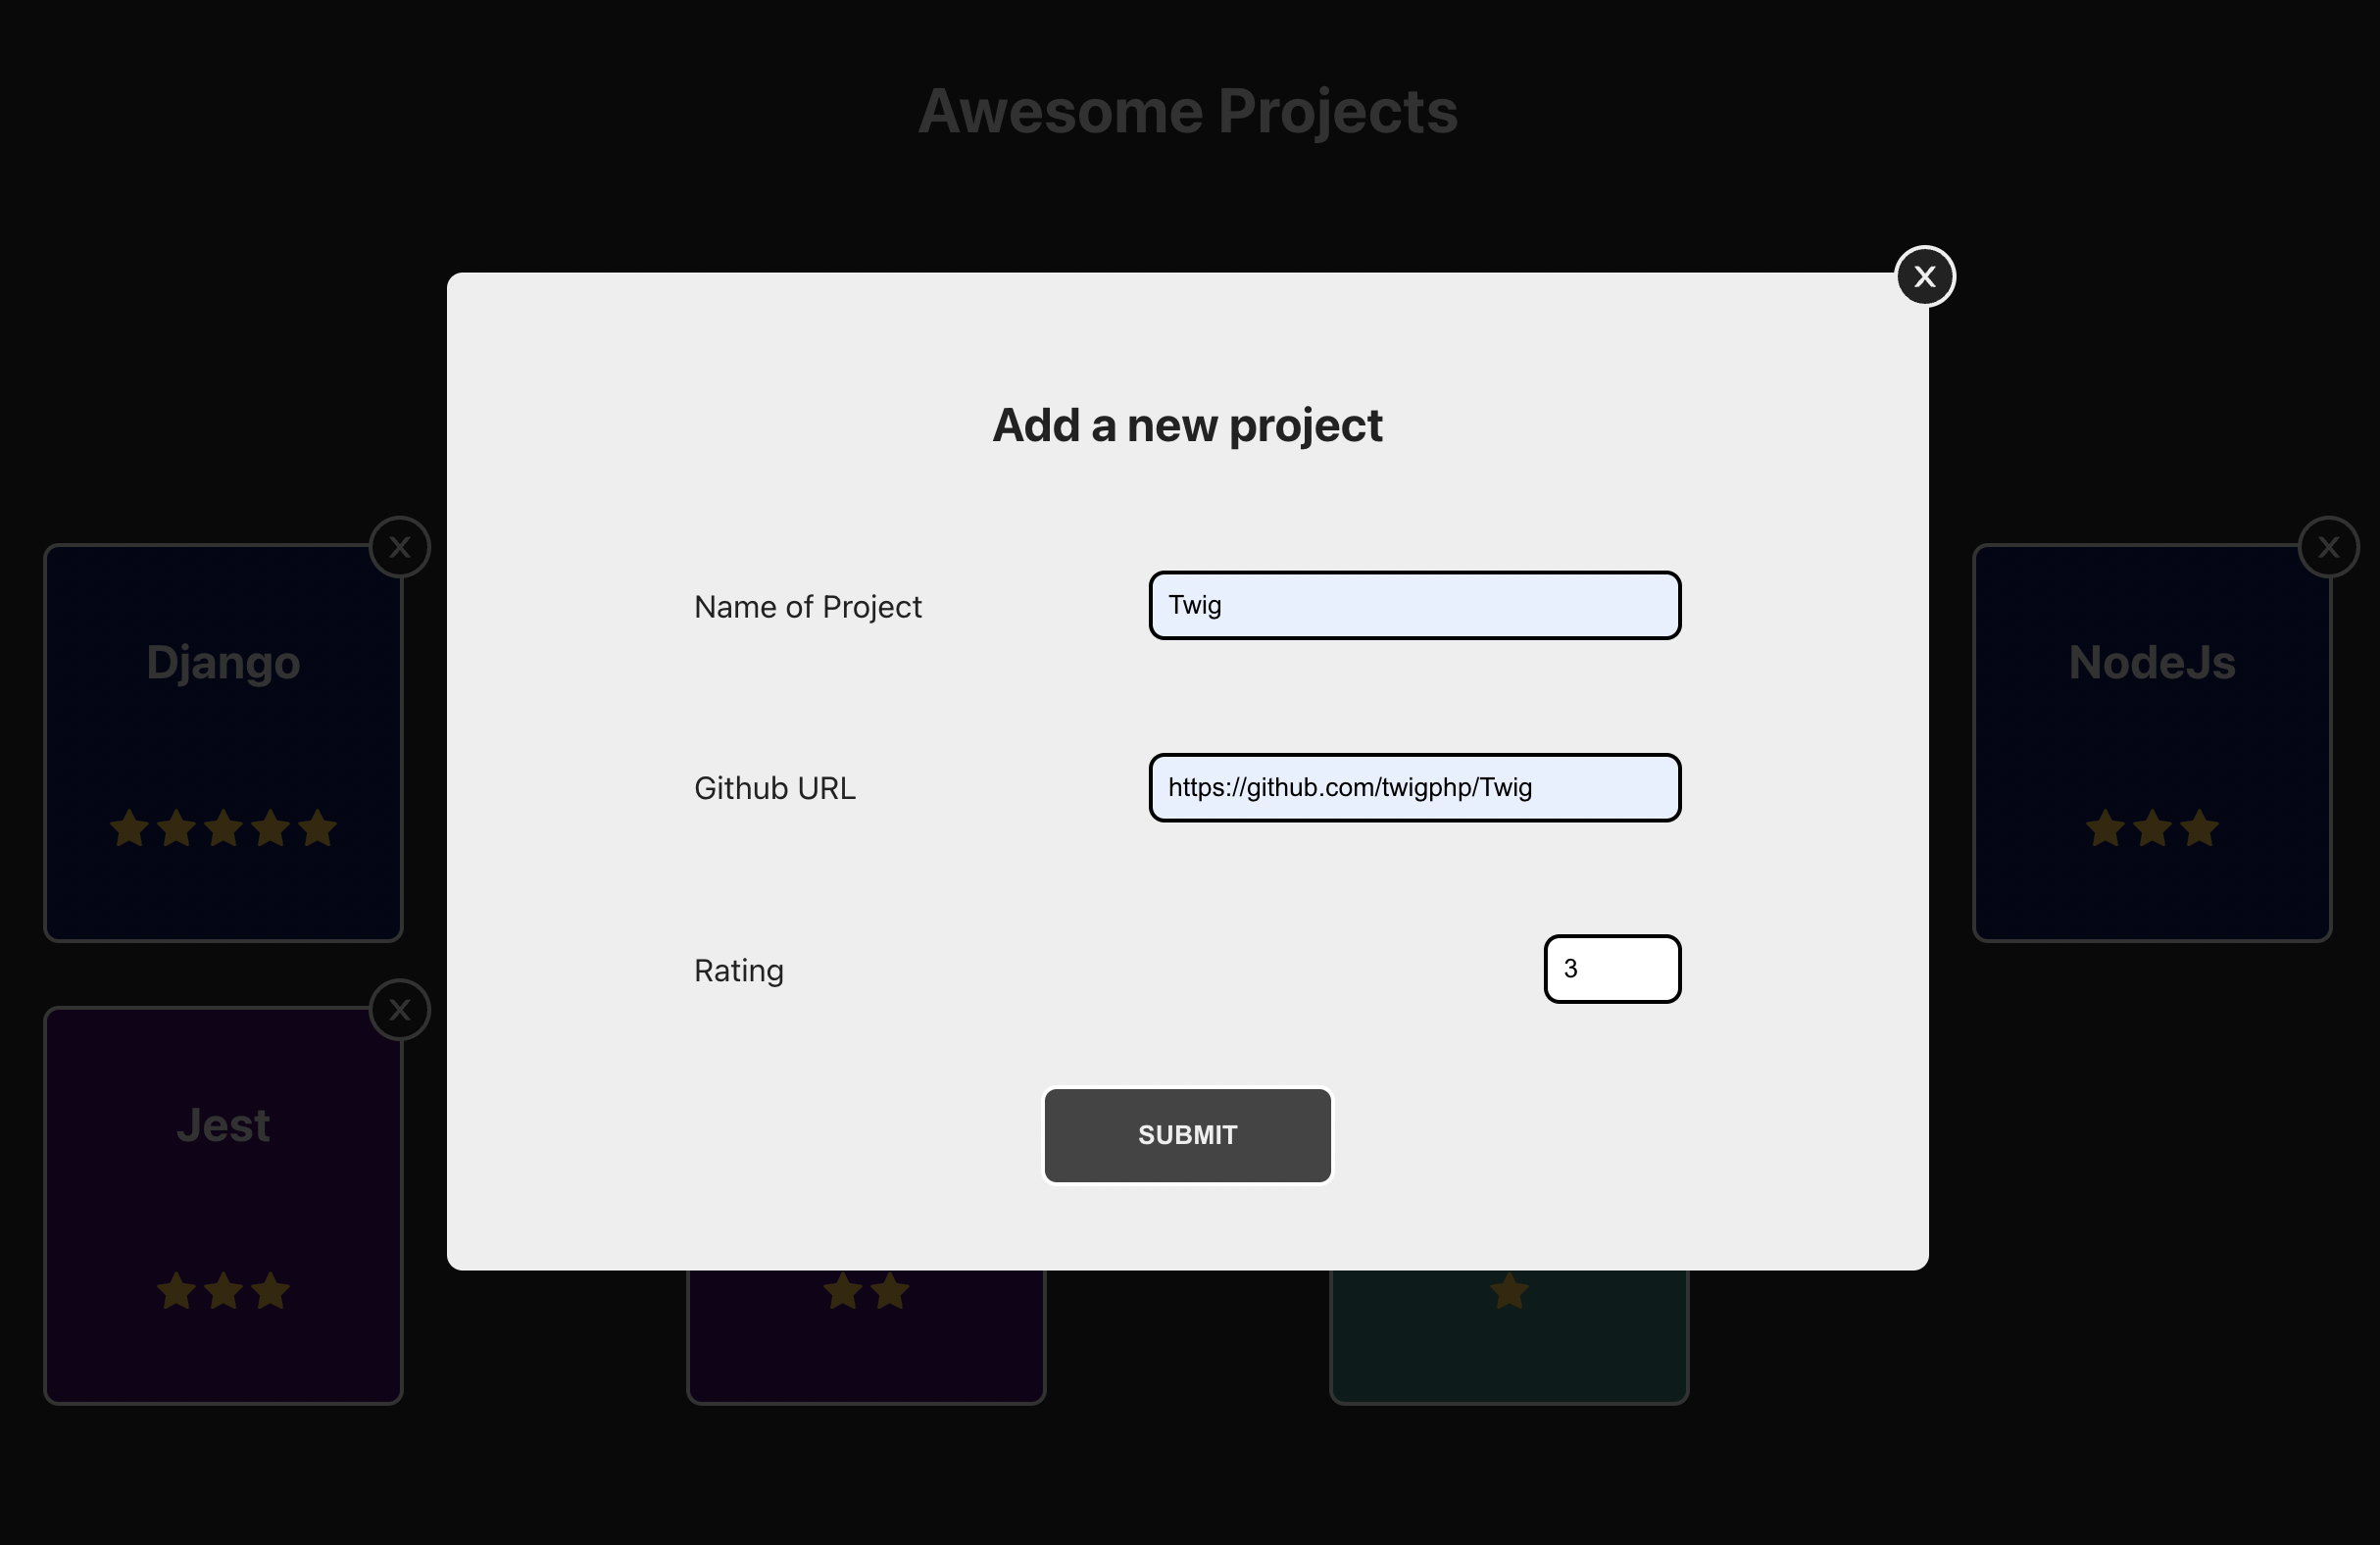 Awesome Projects
X
Add a new project
Name of Project
Twig
Github URL
https://github.com/twigphp/Twig
Rating
3
SUBMIT
X
Django
X
NodeJs
X
Jest